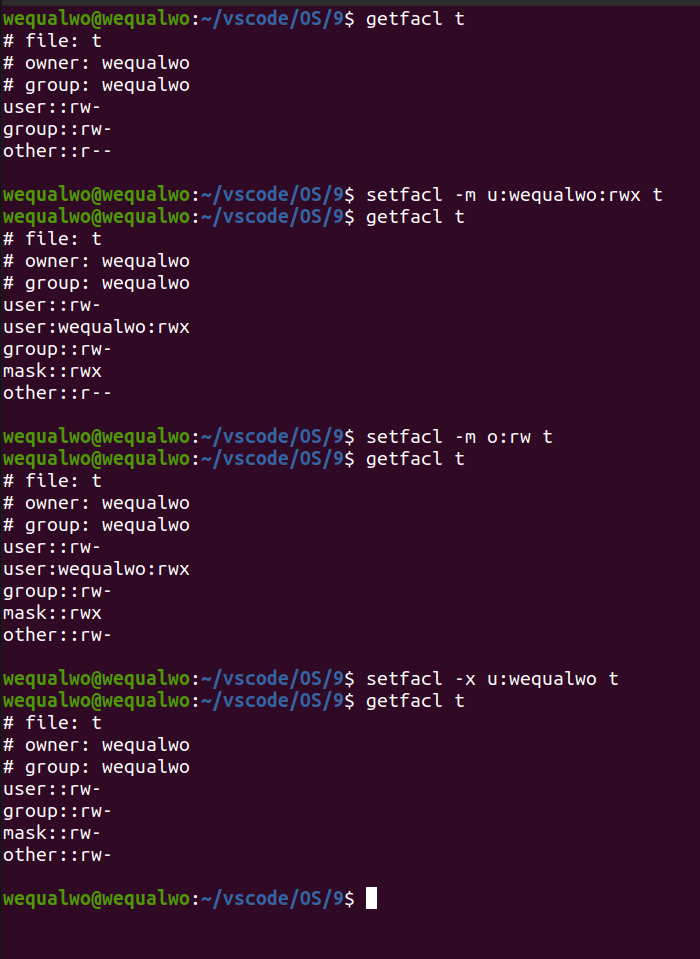 wequalwo@wequalwo:~/vscode/OS/9$ getfacl t
# file: t
# owner: wequalwo
# group: wequalwo
user::rw-
group::rw-
other::r--
wequalwo@wequalwo:~/vscode/OS/9$ setfacl -m u:wequalwo:rwx t
wequalwo@wequalwo:~/vscode/OS/9$ getfacl t
# file: t
# owner: wequalwo
# group: wequalwo
user::rw-
user:wequalwo:rwx
group::rw-
mask::rwx
other::r--
wequalwo@wequalwo:~/vscode/OS/9$ setfacl -m o:rw t
wequalwo@wequalwo:~/vscode/OS/9$ getfacl t
# file: t
# owner: wequalwo
# group: wequalwo
user::rw-
user:wequalwo:rwx
group::rw-
mask::rwx
other::rw-
wequalwo@wequalwo:~/vscode/OS/9$ setfacl -x u:wequalwo t
wequalwo@wequalwo:~/vscode/OS/9$ getfacl t
# file: t
# owner: wequalwo
# group: wequalwo
user::rw-
group::rw-
mask::rw-
other::rw-
wequalwo@wequalwo:~/vscode/OS/9$